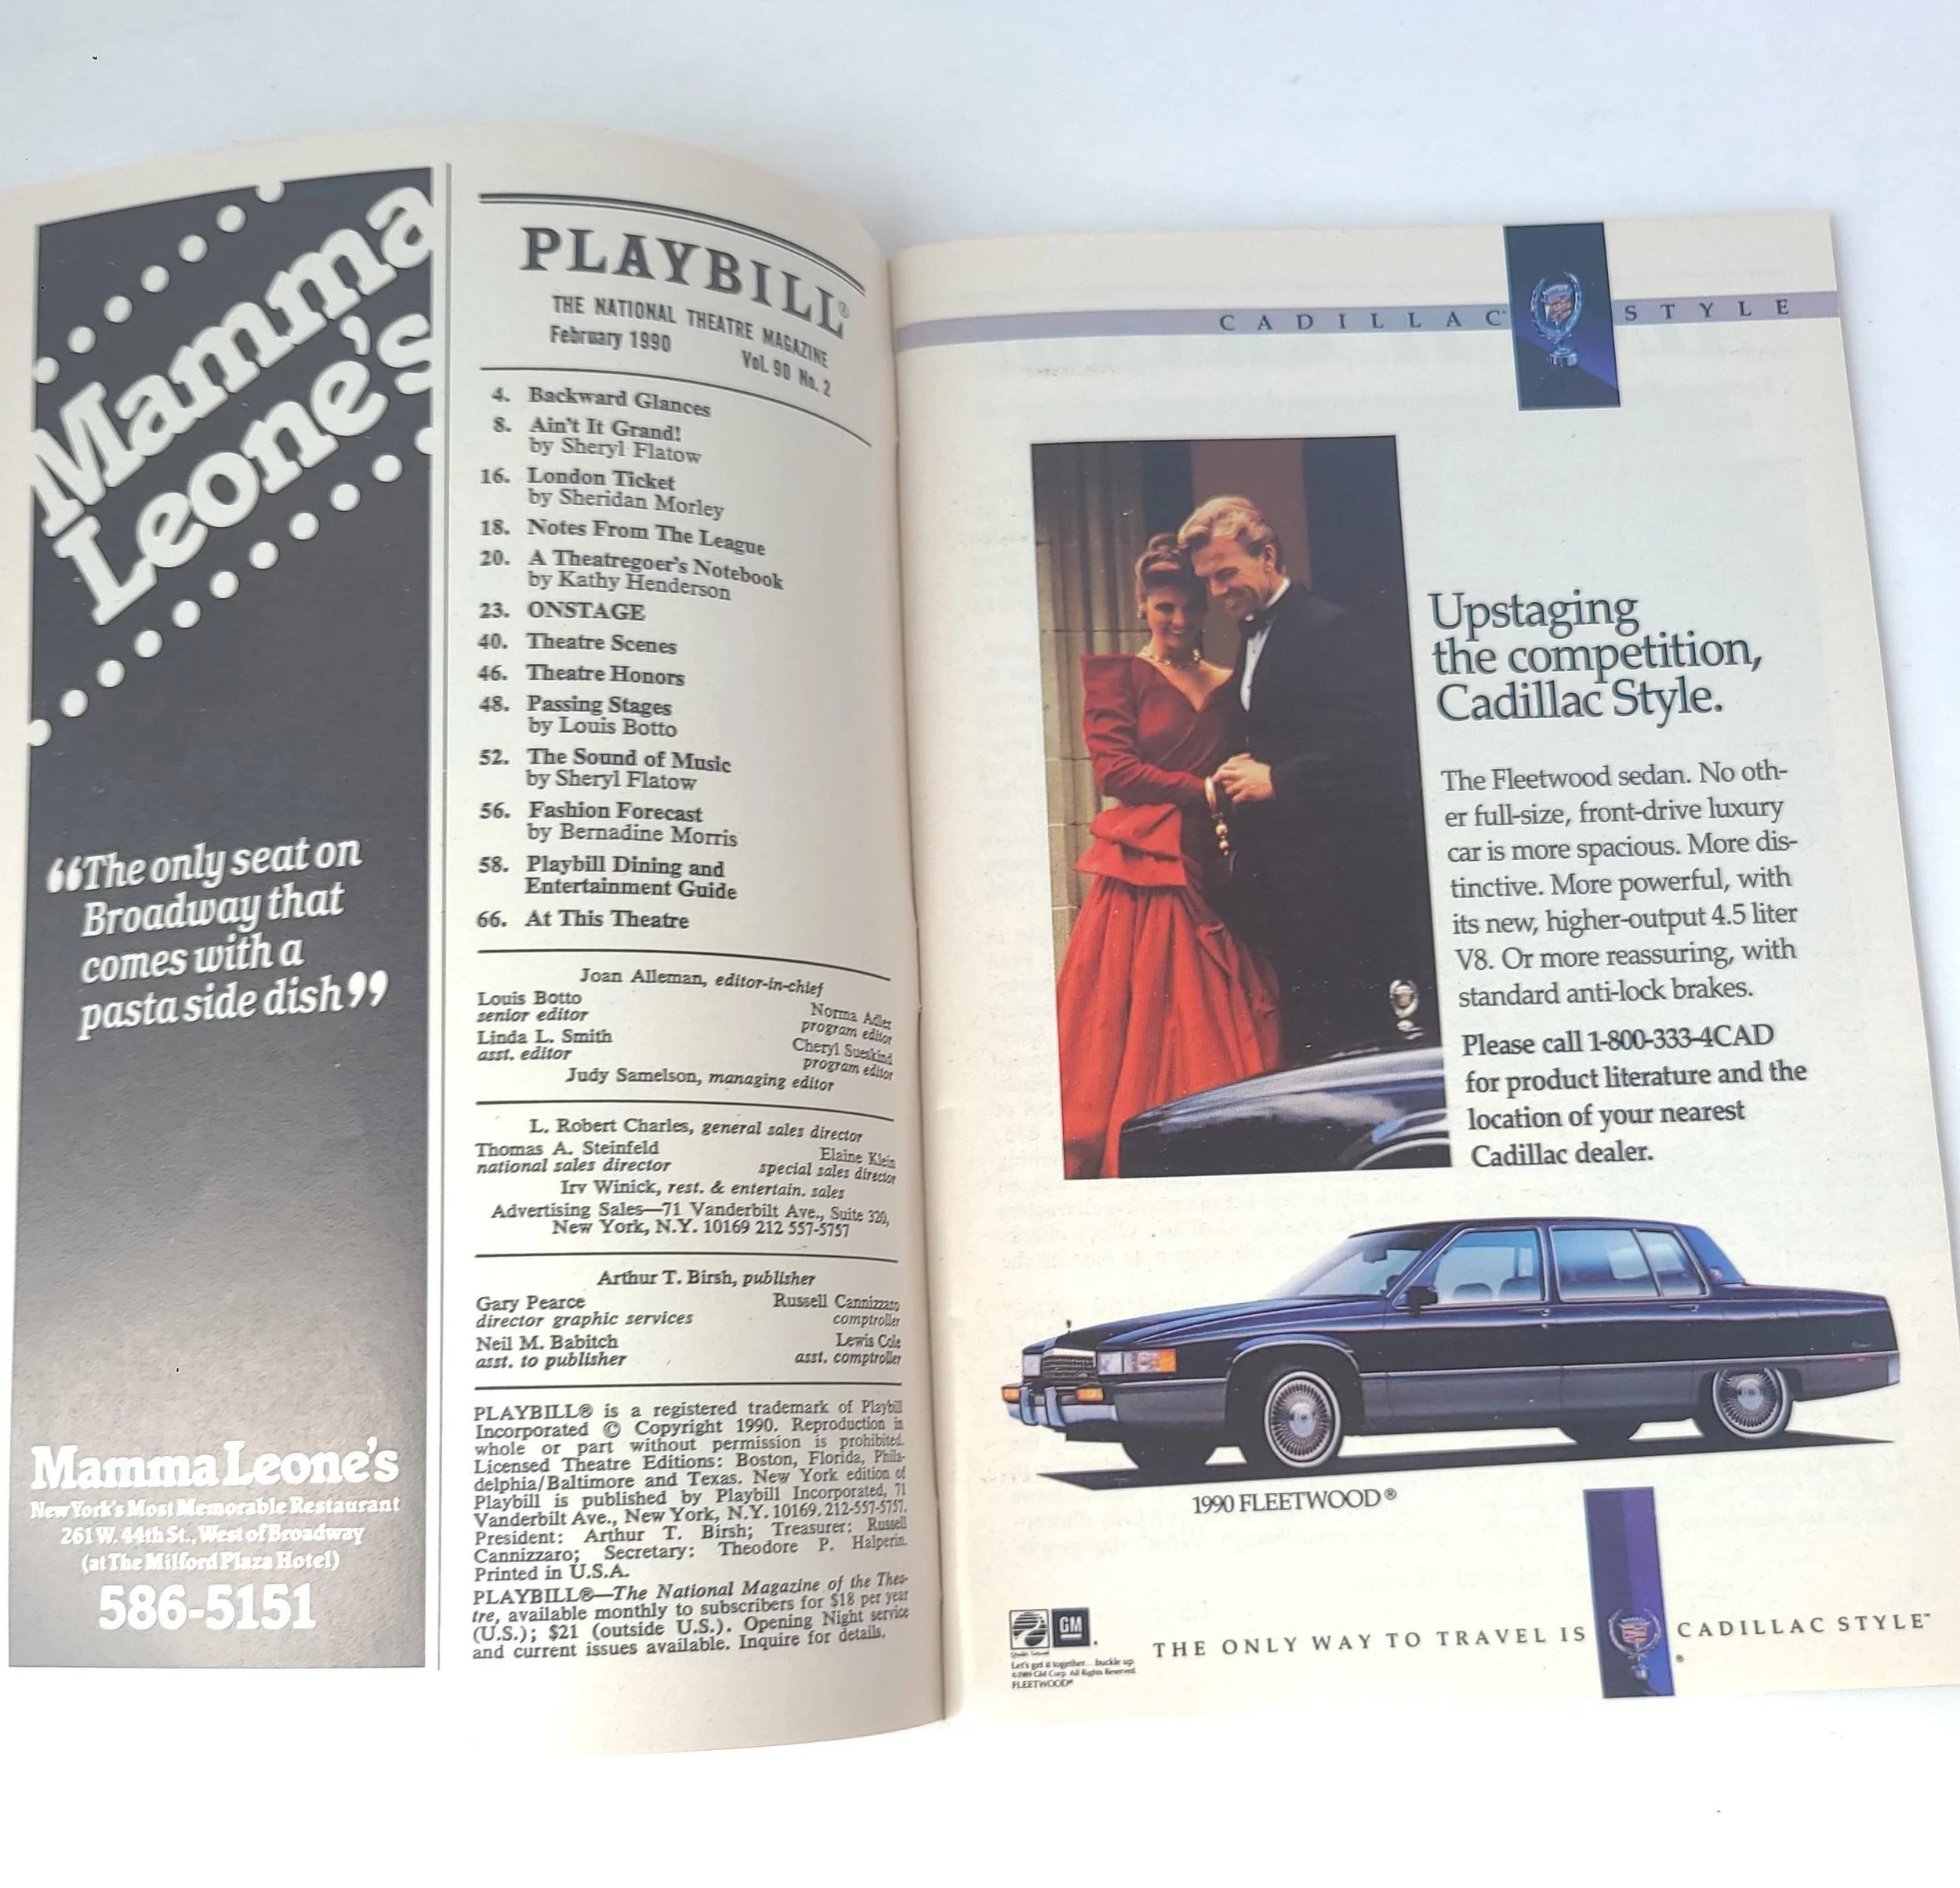 Mamma
Leone's
“The only seat on
Broadway that
comes with a
pasta side dish”
Mamma Leone's
New York's Most Memorable Restaurant
261 W. 44th St., West of Broadway
(at The Milford Plaza Hotel)
586-5151
PLAYBILL®
THE NATIONAL THEATRE MAGAZINE
February 1990 Vol. 90 No. 2
4. Backward Glances
8. Ain't It Grand!
by Sheryl Flatow
16. London Ticket
by Sheridan Morley
18. Notes From The League
20. A Theatregoer's Notebook
by Kathy Henderson
23. ONSTAGE
40. Theatre Scenes
46. Theatre Honors
48. Passing Stages
by Louis Botto
52. The Sound of Music
by Sheryl Flatow
56. Fashion Forecast
by Bernadine Morris
58. Playbill Dining and
Entertainment Guide
66. At This Theatre
Joan Alleman, editor-in-chief
Louis Botto Norma Adler
senior editor program editor
Linda L. Smith Cheryl Sueskind
asst. editor program editor
Judy Samelson, managing editor
L. Robert Charles, general sales director
Thomas A. Steinfeld Elaine Klein
national sales director special sales director
Irv Winick, rest. & entertain. sales
Advertising Sales—71 Vanderbilt Ave., Suite 320,
New York, N.Y. 10169 212 557-5757
Arthur T. Birsh, publisher
Gary Pearce Russell Cannizzaro
director graphic services comptroller
Neil M. Babitch Lewis Cole
asst. to publisher asst. comptroller
PLAYBILL® is a registered trademark of Playbill
Incorporated © Copyright 1990. Reproduction in
whole or part without permission is prohibited.
Licensed Theatre Editions: Boston, Florida, Phila-
delphia/Baltimore and Texas. New York edition of
Playbill is published by Playbill Incorporated, 71
Vanderbilt Ave., New York, N.Y. 10169. 212-557-5757.
President: Arthur T. Birsh; Treasurer: Russell
Cannizzaro; Secretary: Theodore P. Halperin.
Printed in U.S.A.
PLAYBILL®—The National Magazine of the Thea-
tre, available monthly to subscribers for $18 per year
(U.S.); $21 (outside U.S.). Opening Night service
and current issues available. Inquire for details.
CADILLAC STYLE
Upstaging
the competition,
Cadillac Style.
The Fleetwood sedan. No oth-
er full-size, front-drive luxury
car is more spacious. More dis-
tinctive. More powerful, with
its new, higher-output 4.5 liter
V8. Or more reassuring, with
standard anti-lock brakes.
Please call 1-800-333-4CAD
for product literature and the
location of your nearest
Cadillac dealer.
1990 FLEETWOOD®
GM
Let's get it together...buckle up.
©1989 GM Corp. All Rights Reserved.
FLEETWOOD®
THE ONLY WAY TO TRAVEL IS CADILLAC STYLE™